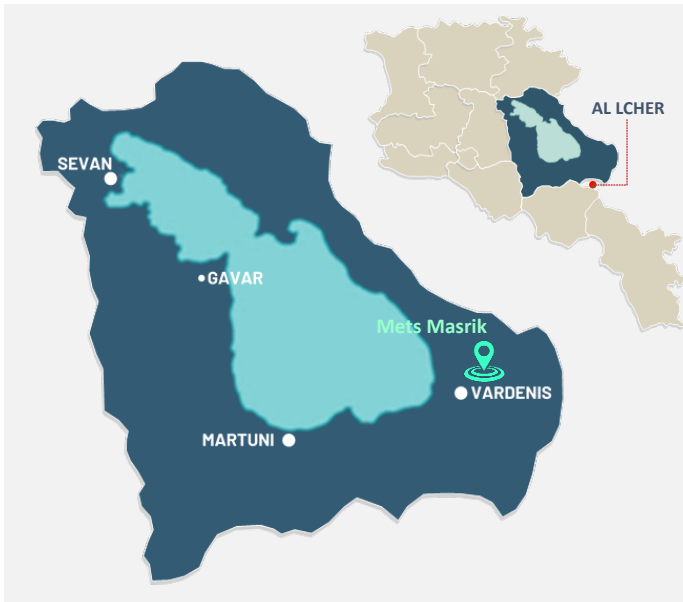 AL LCHER
SEVAN
GAVAR
Mets Masrik
VARDENIS
MARTUNI